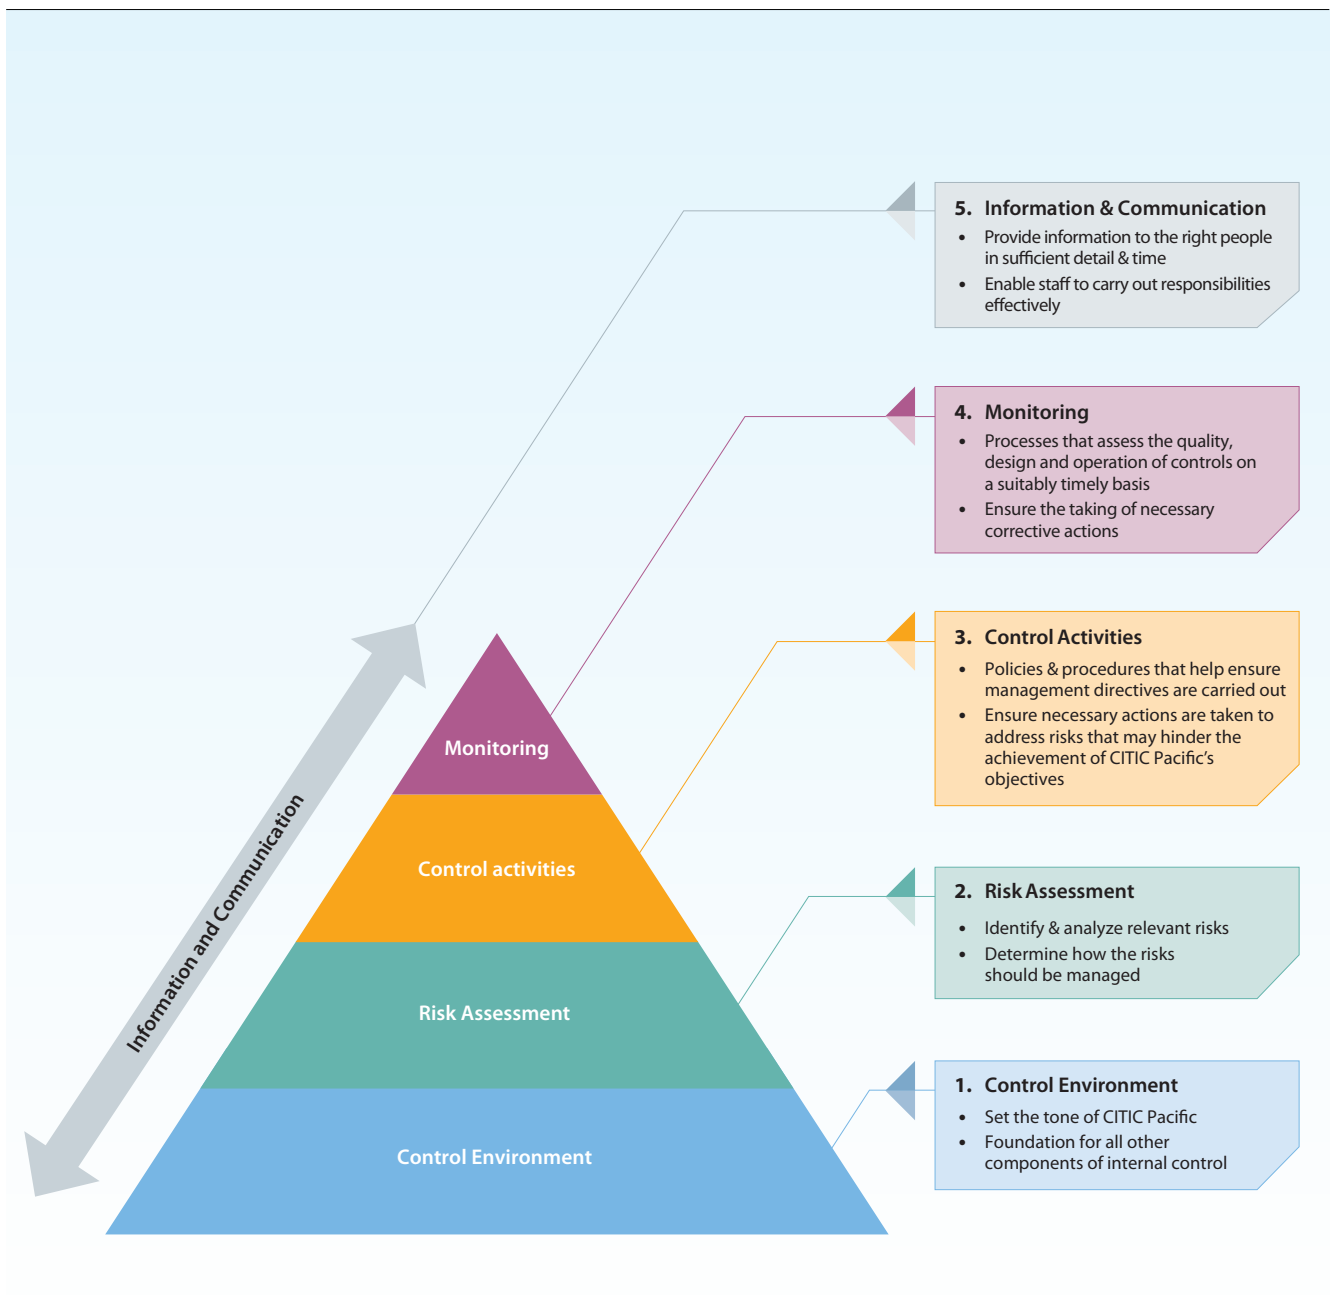 5. Information & Communication
• Provide information to the right people
in sufficient detail & time
• Enable staff to carry out responsibilities
effectively
4. Monitoring
• Processes that assess the quality,
design and operation of controls on
a suitably timely basis
• Ensure the taking of necessary
corrective actions
3. Control Activities
• Policies & procedures that help ensure
management directives are carried out
• Ensure necessary actions are taken to
address risks that may hinder the
achievement of CITIC Pacific's
objectives
2. Risk Assessment
• Identify & analyze relevant risks
• Determine how the risks
should be managed
1. Control Environment
• Set the tone of CITIC Pacific
• Foundation for all other
components of internal control
Information and Communication
Monitoring
Control activities
Risk Assessment
Control Environment